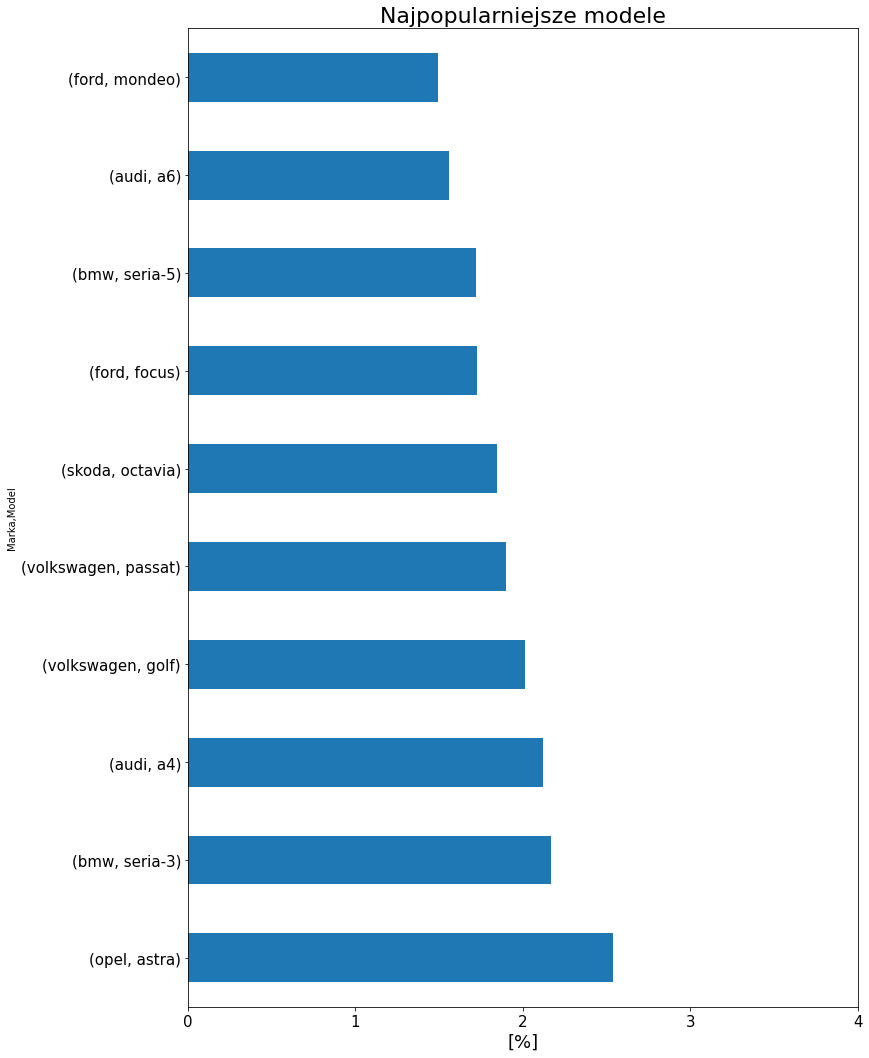 Najpopularniejsze modele
(ford, mondeo)
(audi, a6)
(bmw, seria-5)
(ford, focus)
(skoda, octavia)
(volkswagen, passat)
(volkswagen, golf)
(audi, a4)
(bmw, seria-3)
(opel, astra)
Marka,Model
0 1 2 3 4
[%]